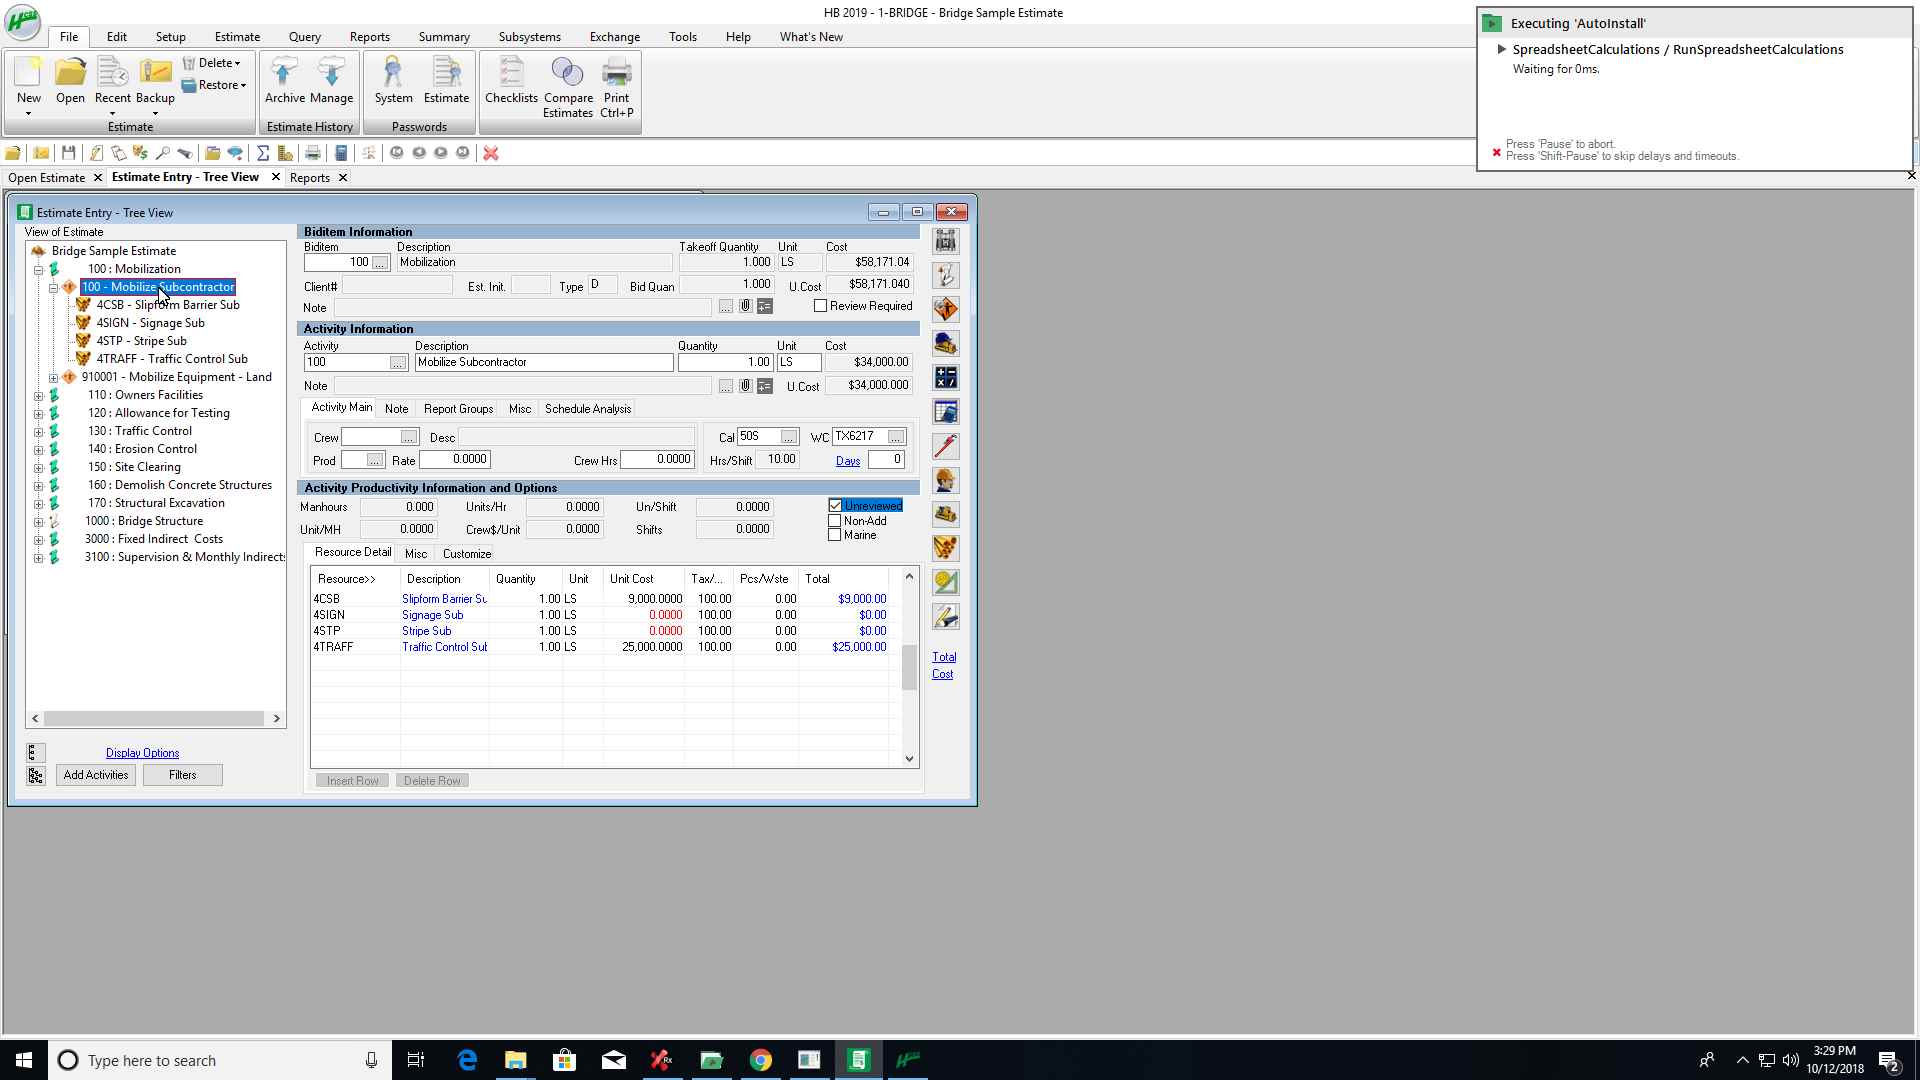 HB 2019 - 1-BRIDGE - Bridge Sample Estimate
File Edit Setup Estimate Query Reports Summary Subsystems Exchange Tools Help What's New
New Open Recent Backup Delete Restore
Estimate
Archive Manage
Estimate History
System Estimate
Passwords
Checklists Compare Estimates Print Ctrl+P
Executing 'AutoInstall'
SpreadsheetCalculations / RunSpreadsheetCalculations
Waiting for 0ms.
Press 'Pause' to abort.
Press 'Shift-Pause' to skip delays and timeouts.
Open Estimate Estimate Entry - Tree View Reports
Estimate Entry - Tree View
View of Estimate
Bridge Sample Estimate
100 : Mobilization
100 - Mobilize Subcontractor
4CSB - Slipform Barrier Sub
4SIGN - Signage Sub
4STP - Stripe Sub
4TRAFF - Traffic Control Sub
910001 - Mobilize Equipment - Land
110 : Owners Facilities
120 : Allowance for Testing
130 : Traffic Control
140 : Erosion Control
150 : Site Clearing
160 : Demolish Concrete Structures
170 : Structural Excavation
1000 : Bridge Structure
3000 : Fixed Indirect Costs
3100 : Supervision & Monthly Indirects
Display Options
Add Activities Filters
Biditem Information
Biditem Description Takeoff Quantity Unit Cost
100 ... Mobilization 1.000 LS $58,171.04
Client# Est. Init. Type D Bid Quan 1.000 U.Cost $58,171.040
Note ... Review Required
Activity Information
Activity Description Quantity Unit Cost
100 ... Mobilize Subcontractor 1.00 LS $34,000.00
Note ... U.Cost $34,000.000
Activity Main Note Report Groups Misc Schedule Analysis
Crew ... Desc Cal 50S ... WC TX6217 ...
Prod ... Rate 0.0000 Crew Hrs 0.0000 Hrs/Shift 10.00 Days 0
Activity Productivity Information and Options
Manhours 0.000 Units/Hr 0.0000 Un/Shift 0.0000 Unreviewed
Non-Add
Unit/MH 0.0000 Crew$/Unit 0.0000 Shifts 0.0000 Marine
Resource Detail Misc Customize
Resource>> Description Quantity Unit Unit Cost Tax/... Pcs/Wste Total
4CSB Slipform Barrier Su 1.00 LS 9,000.0000 100.00 0.00 $9,000.00
4SIGN Signage Sub 1.00 LS 0.0000 100.00 0.00 $0.00
4STP Stripe Sub 1.00 LS 0.0000 100.00 0.00 $0.00
4TRAFF Traffic Control Sub 1.00 LS 25,000.0000 100.00 0.00 $25,000.00
Insert Row Delete Row
Total
Cost
Type here to search
3:29 PM
10/12/2018
2